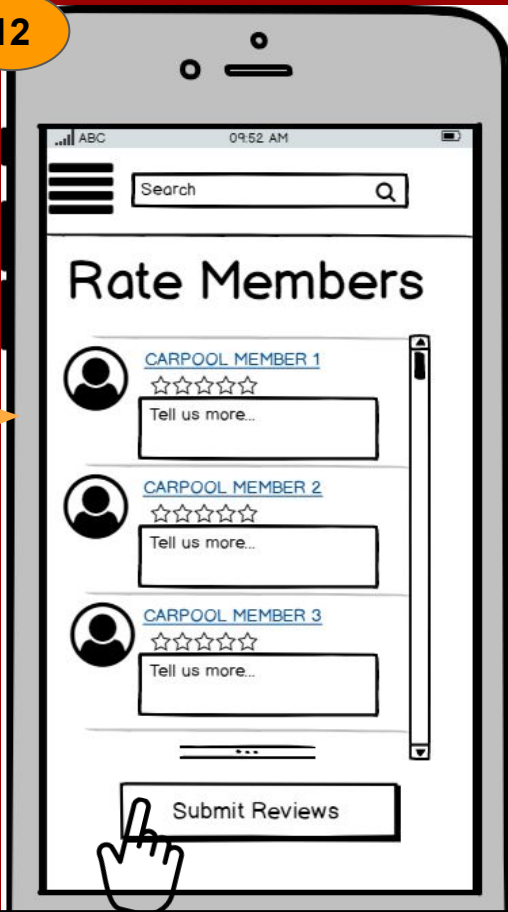 12
ABC 09:52 AM
Search
Rate Members
CARPOOL MEMBER 1
Tell us more...
CARPOOL MEMBER 2
Tell us more...
CARPOOL MEMBER 3
Tell us more...
...
Submit Reviews